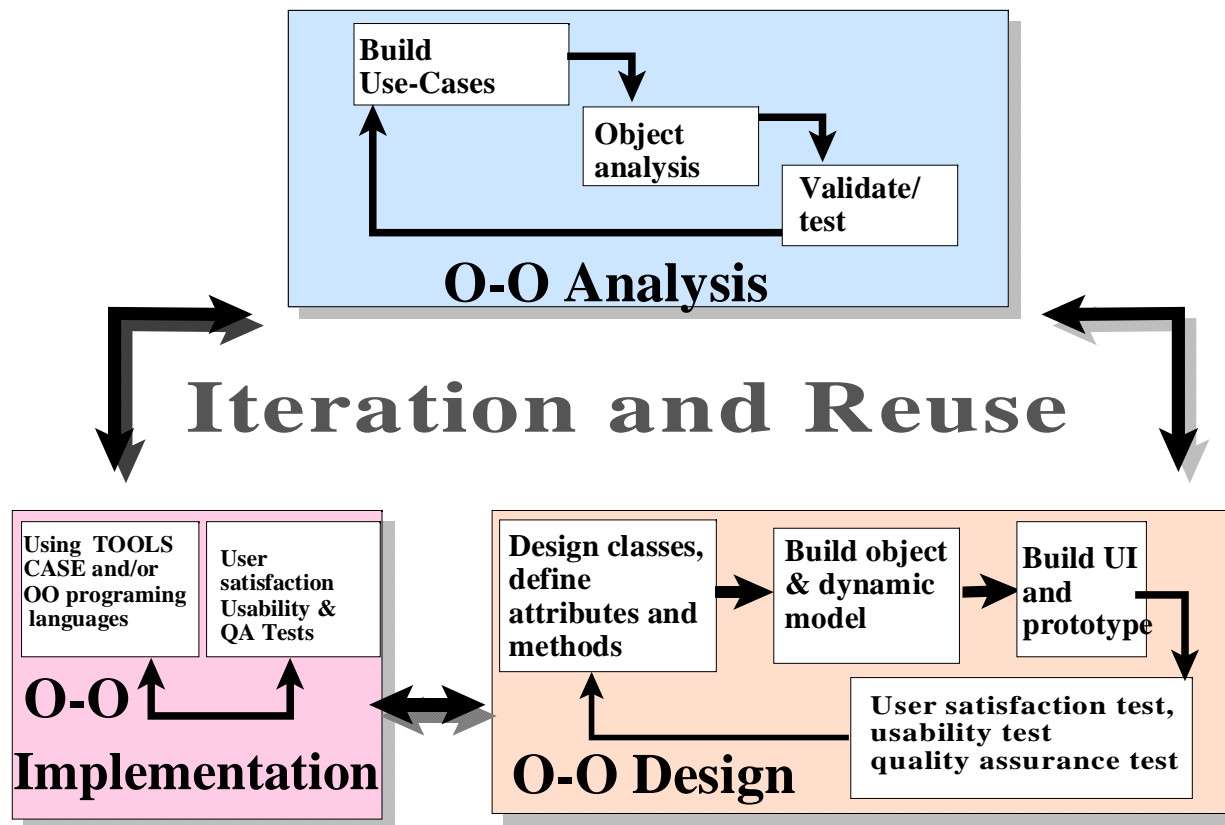 Build
Use-Cases
Object
analysis
Validate/
test
O-O Analysis
Iteration and Reuse
Using TOOLS
CASE and/or
OO programing
languages
User
satisfaction
Usability &
QA Tests
O-O
Implementation
Design classes,
define
attributes and
methods
Build object
& dynamic
model
Build UI
and
prototype
User satisfaction test,
usability test
quality assurance test
O-O Design